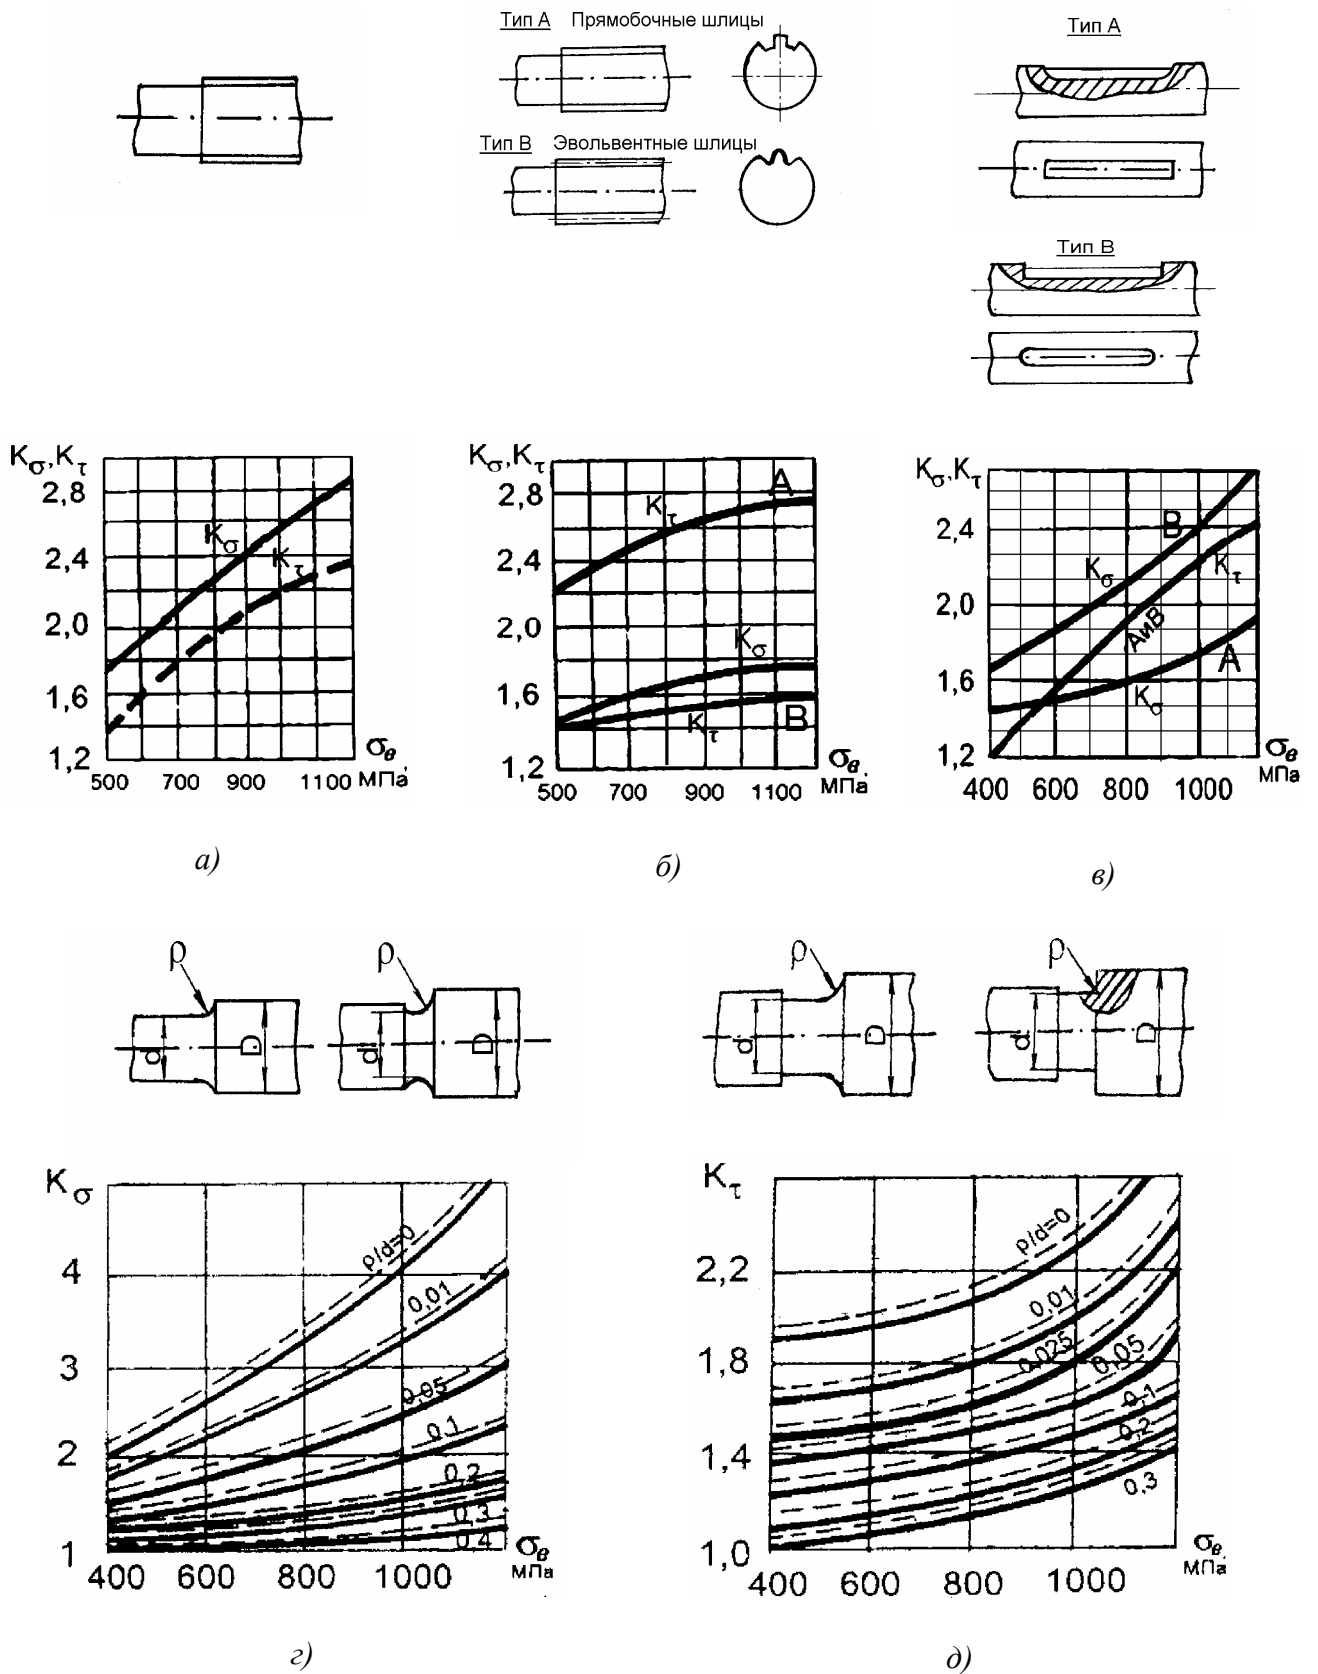 Тип А Прямобочные шлицы
Тип В Эвольвентные шлицы
Тип А
Тип В
Kσ,Kτ
2,8
2,4
2,0
1,6
1,2
Kσ
Kτ
500 700 900 1100
σв
МПа
а)
Kσ,Kτ
2,8
2,4
2,0
1,6
1,2
A
Kτ
Kσ
Kτ
B
500 700 900 1100
σв,
МПа
б)
Kσ,Kτ
2,4
2,0
1,6
1,2
B
Kσ
Kτ
АиВ
A
Kσ
400 600 800 1000
σв
МПа
в)
ρ
d
D
ρ
d
D
Kσ
4
3
2
1
ρ/d=0
0,01
0,05
0,1
0,2
0,3
0,4
400 600 800 1000
σв
МПа
г)
ρ
d
D
ρ
d
D
Kτ
2,2
1,8
1,4
1,0
ρ/d=0
0,01
0,025
0,05
0,1
0,2
0,3
400 600 800 1000
σв
МПа
д)